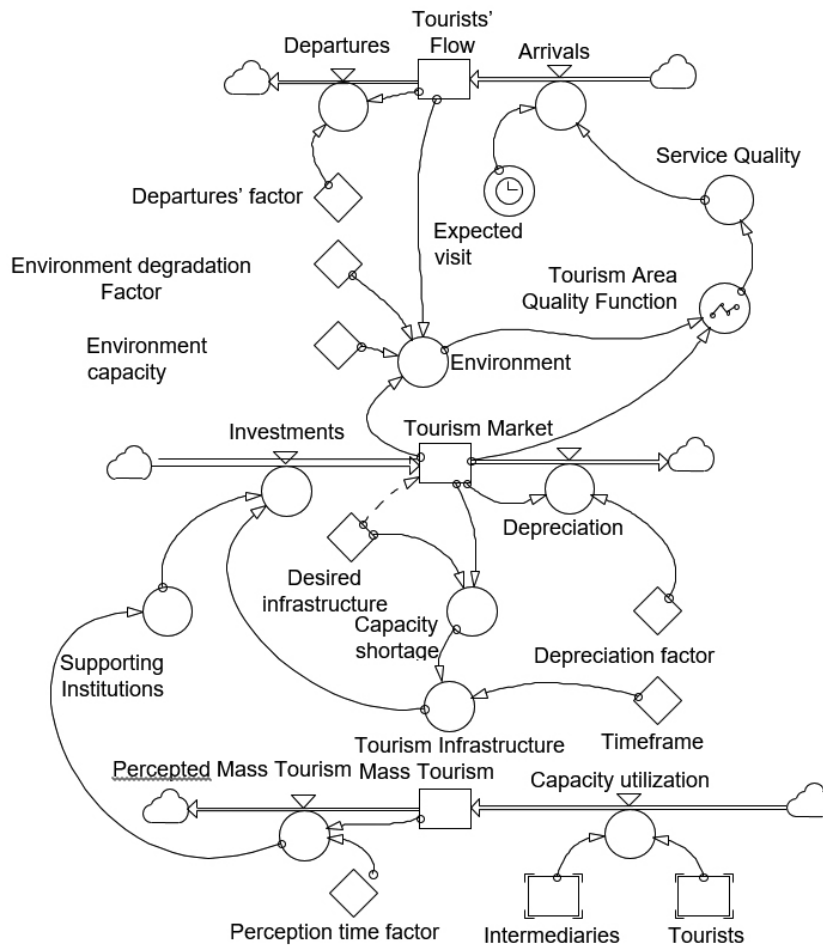 Tourists'
Flow
Departures
Arrivals
Service Quality
Departures' factor
Expected
visit
Environment degradation
Factor
Tourism Area
Quality Function
Environment
capacity
Environment
Investments
Tourism Market
Depreciation
Desired
infrastructure
Capacity
shortage
Supporting
Institutions
Depreciation factor
Tourism Infrastructure
Timeframe
Percepted Mass Tourism
Mass Tourism
Capacity utilization
Perception time factor
Intermediaries
Tourists